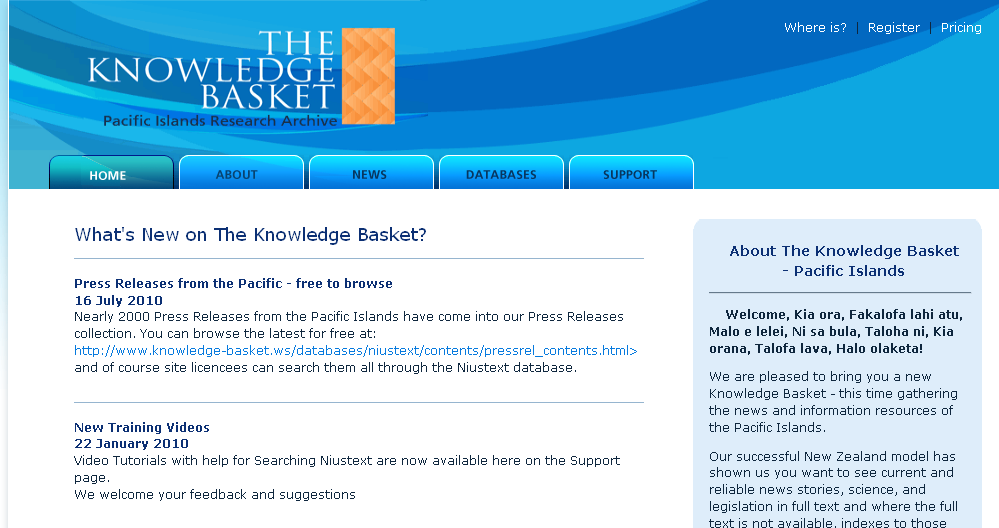 Where is? | Register | Pricing
THE
KNOWLEDGE
BASKET
Pacific Islands Research Archive
HOME
ABOUT
NEWS
DATABASES
SUPPORT
What's New on The Knowledge Basket?
Press Releases from the Pacific - free to browse
16 July 2010
Nearly 2000 Press Releases from the Pacific Islands have come into our Press Releases
collection. You can browse the latest for free at:
http://www.knowledge-basket.ws/databases/niustext/contents/pressrel_contents.html>
and of course site licencees can search them all through the Niustext database.
New Training Videos
22 January 2010
Video Tutorials with help for Searching Niustext are now available here on the Support
page.
We welcome your feedback and suggestions
About The Knowledge Basket
- Pacific Islands
Welcome, Kia ora, Fakalofa lahi atu,
Malo e lelei, Ni sa bula, Taloha ni, Kia
orana, Talofa lava, Halo olaketa!
We are pleased to bring you a new
Knowledge Basket - this time gathering
the news and information resources of
the Pacific Islands.
Our successful New Zealand model has
shown us you want to see current and
reliable news stories, science, and
legislation in full text and where the full
text is not available, indexes to those